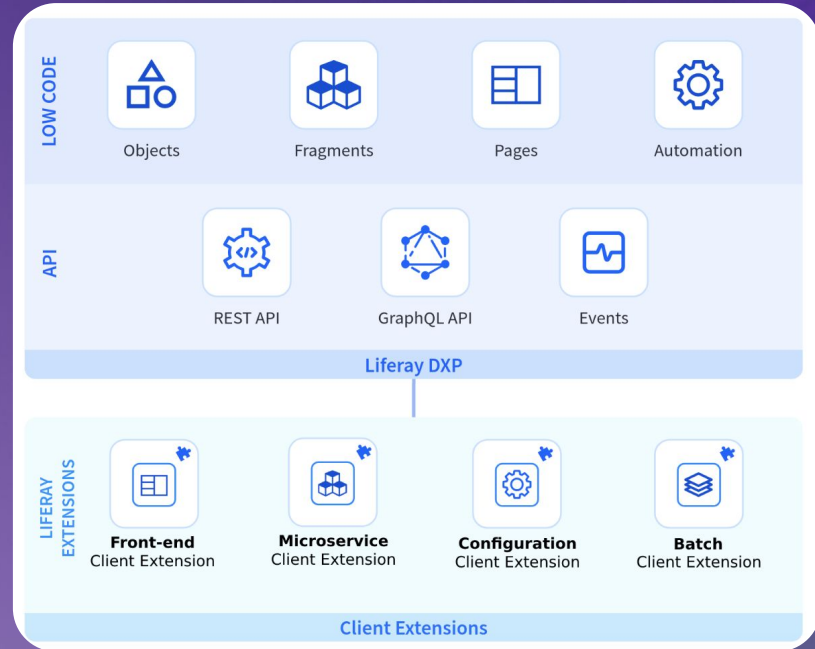 LOW CODE
Objects
Fragments
Pages
Automation
API
</>
REST API
GraphQL API
Events
Liferay DXP
LIFERAY
EXTENSIONS
Front-end
Client Extension
Microservice
Client Extension
Configuration
Client Extension
Batch
Client Extension
Client Extensions